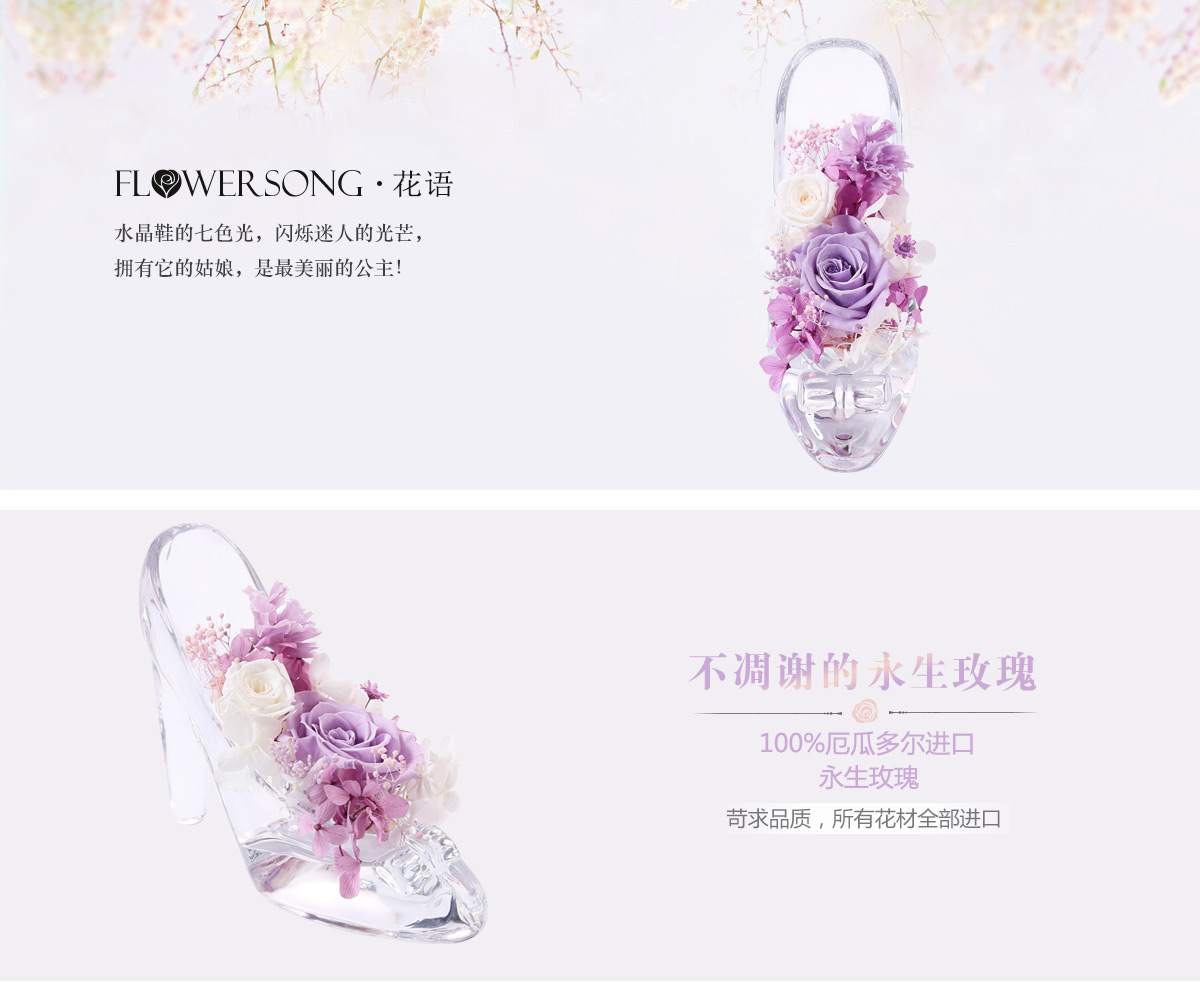 FLOWERSONG·花语
水晶鞋的七色光，闪烁迷人的光芒，
拥有它的姑娘，是最美丽的公主！
不凋谢的永生玫瑰
100%厄瓜多尔进口
永生玫瑰
苛求品质，所有花材全部进口